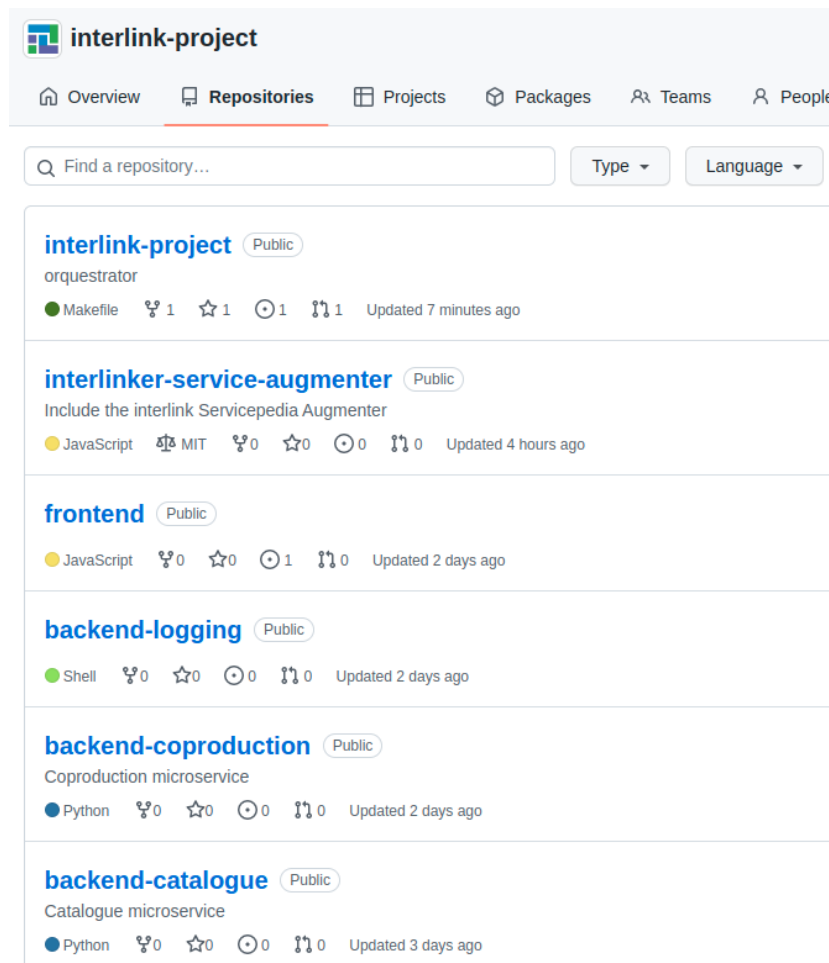 interlink-project
Overview Repositories Projects Packages Teams People
Find a repository... Type Language
interlink-project Public
orquestrator
Makefile 1 1 1 1 Updated 7 minutes ago
interlinker-service-augmenter Public
Include the interlink Servicepedia Augmenter
JavaScript MIT 0 0 0 0 Updated 4 hours ago
frontend Public
JavaScript 0 0 1 0 Updated 2 days ago
backend-logging Public
Shell 0 0 0 0 Updated 2 days ago
backend-coproduction Public
Coproduction microservice
Python 0 0 0 0 Updated 2 days ago
backend-catalogue Public
Catalogue microservice
Python 0 0 0 0 Updated 3 days ago